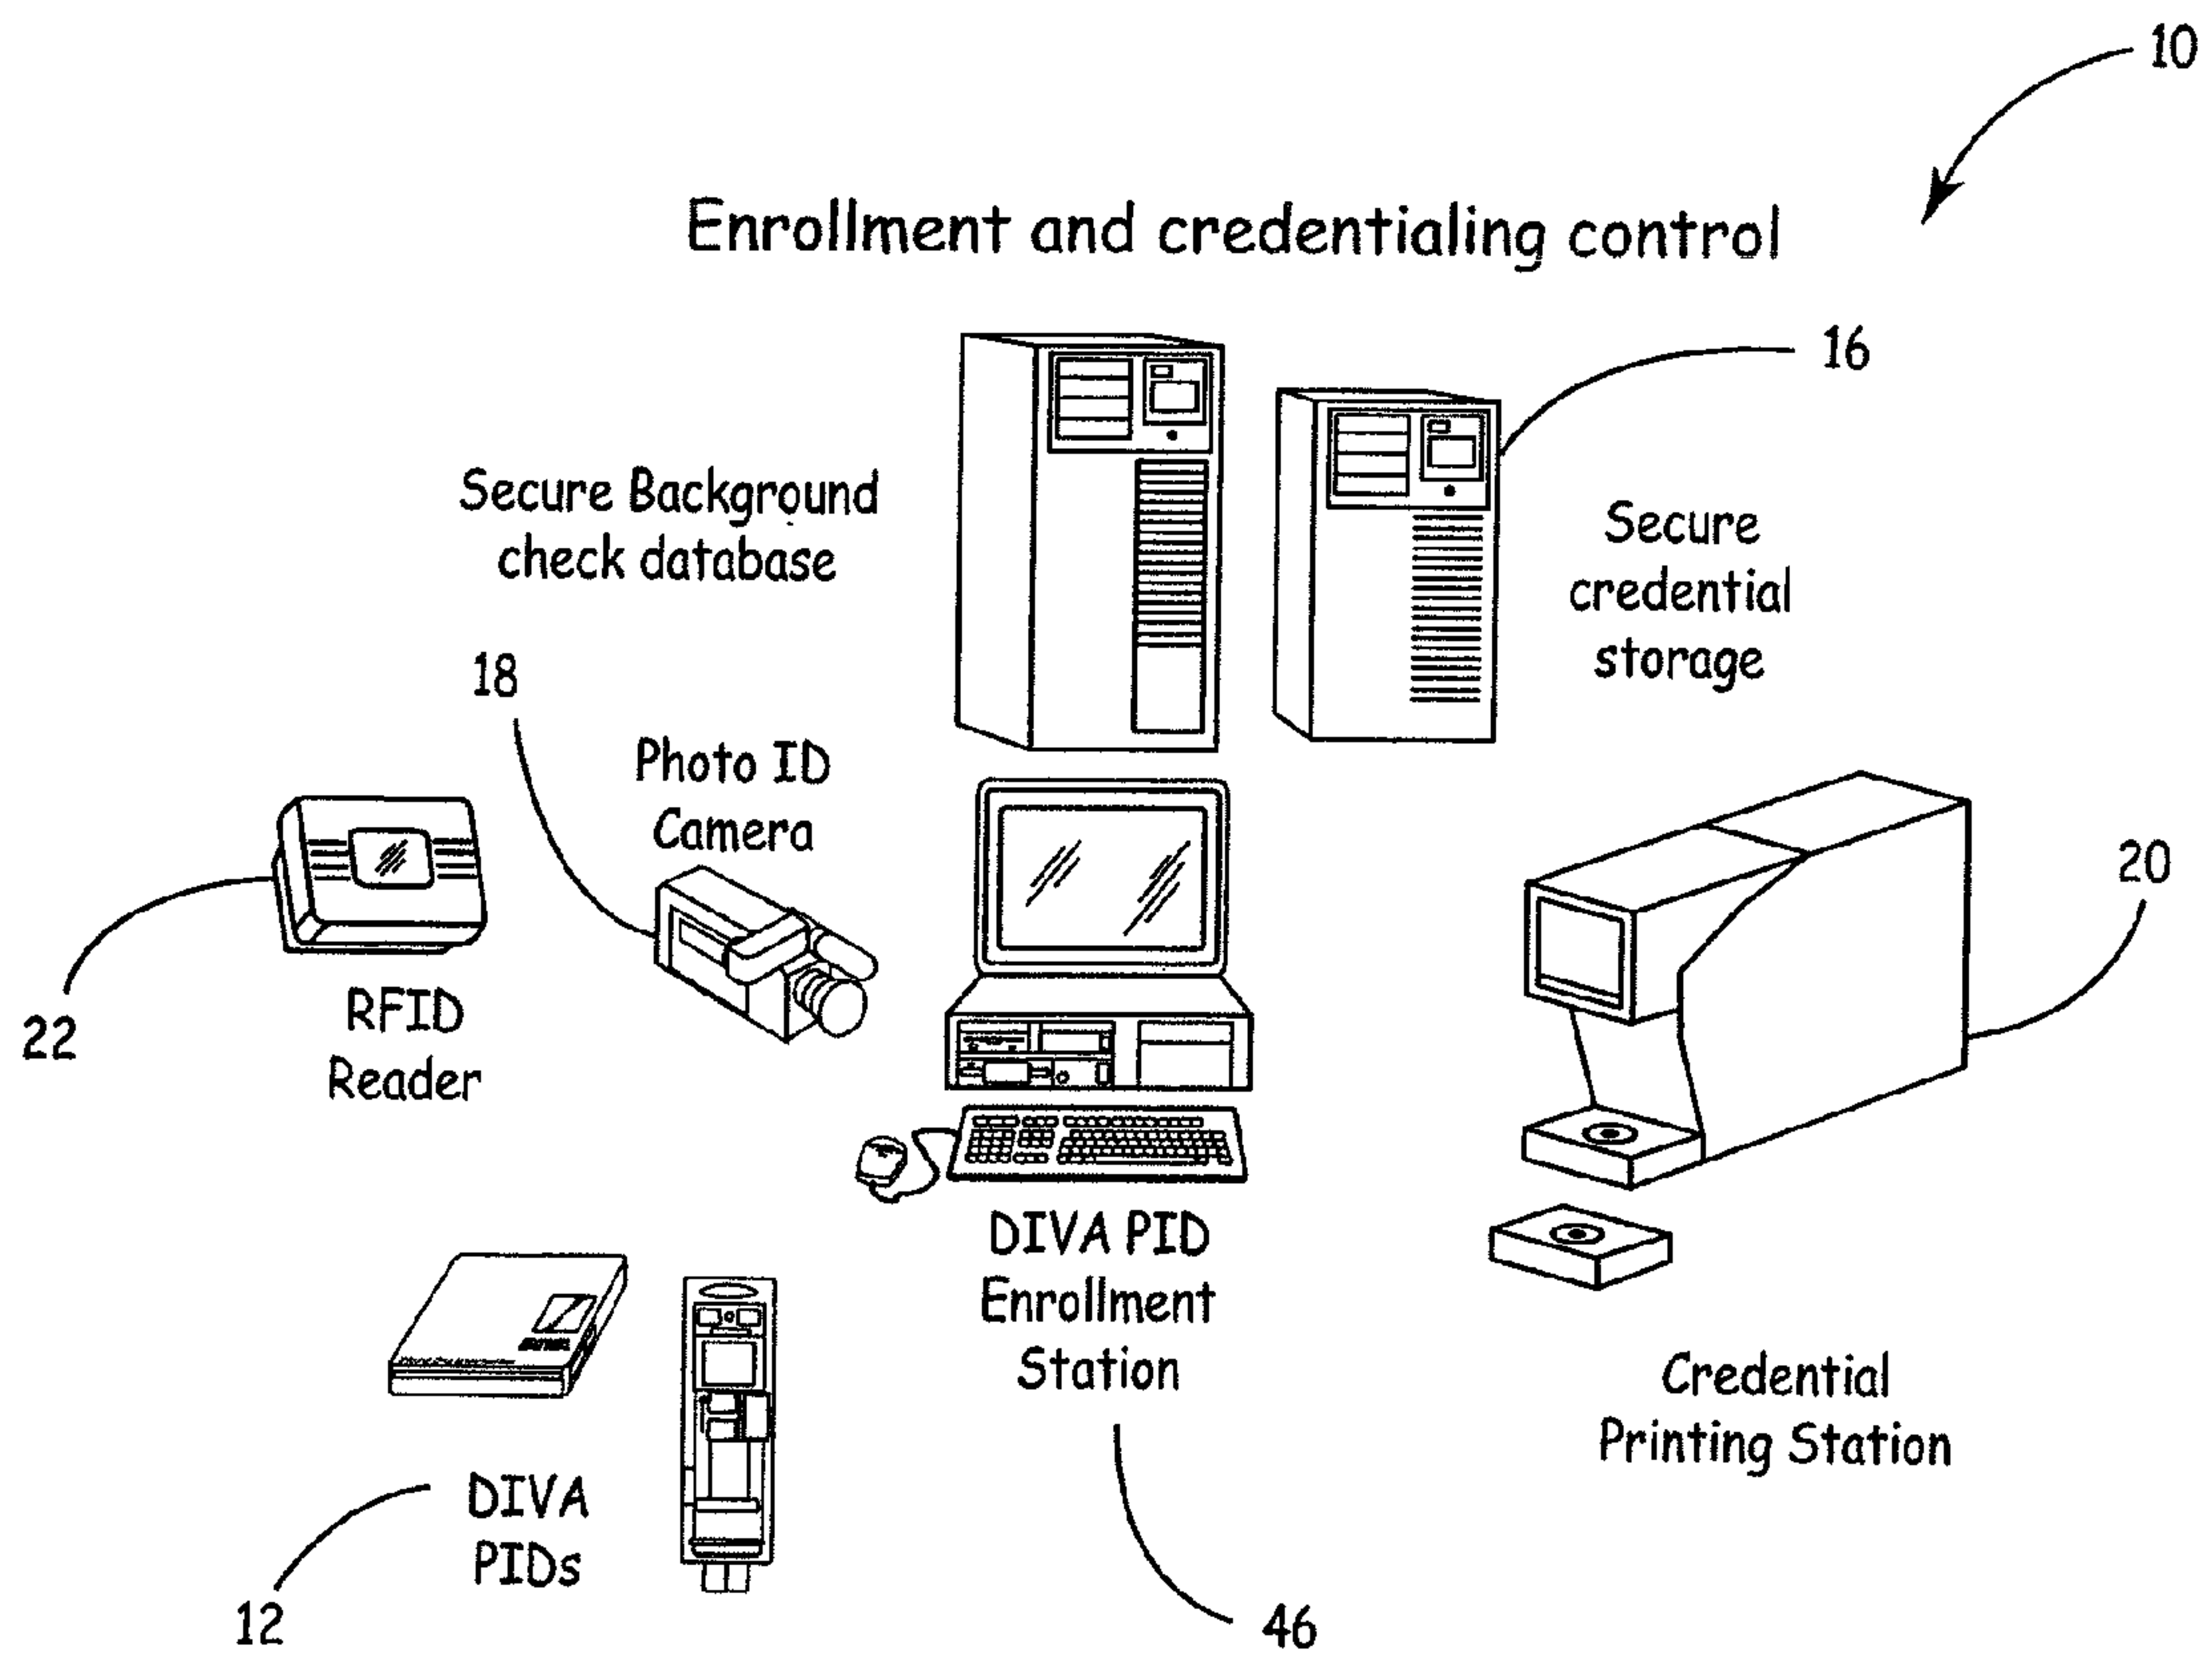 10
Enrollment and credentialing control
16
Secure Background
check database
Secure
credential
storage
18
Photo ID
Camera
20
22
RFID
Reader
DIVA PID
Enrollment
Station
Credential
Printing Station
DIVA
PIDs
12
46